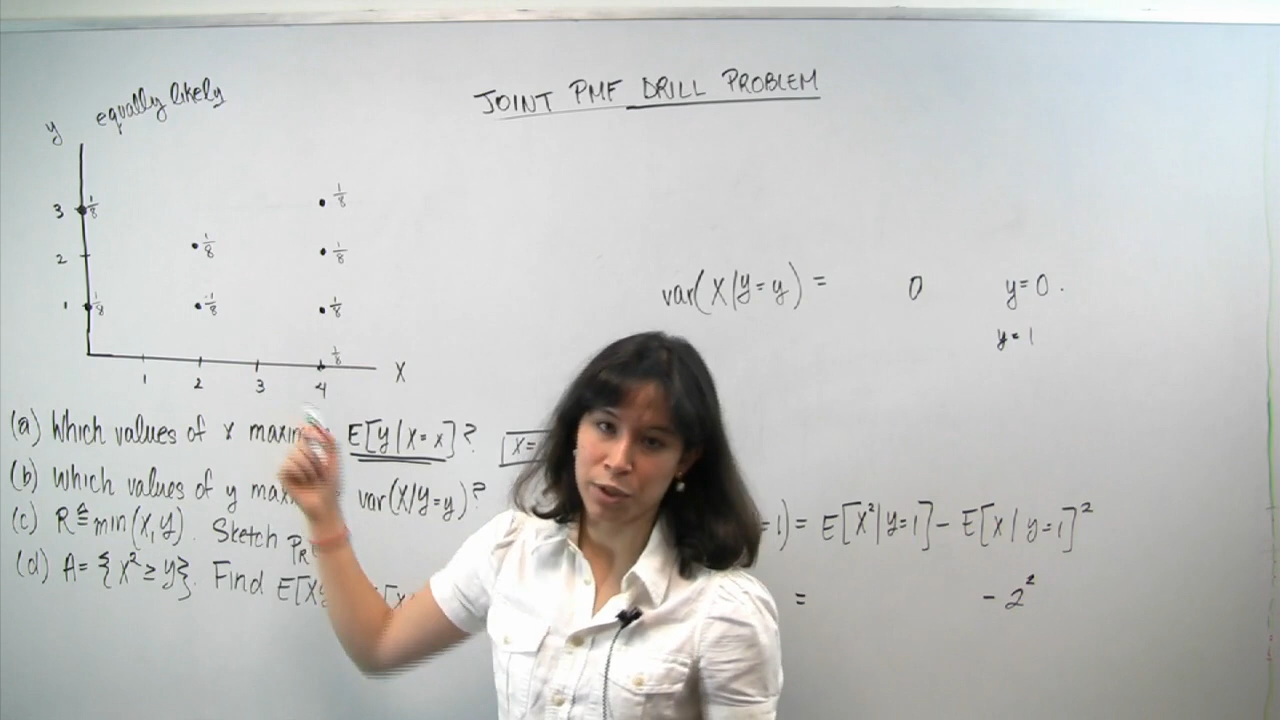 JOINT PMF DRILL PROBLEM
equally likely
y
3 1/8
1/8
2 1/8
1/8
1 1/8
1/8
1/8
1/8
1 2 3 4 X
var(X|Y=y) = 0 y=0.
y=1
(a) Which values of x E[Y|X=x]? X=
(b) Which values of y var(X|Y=y)?
(c) R ≜ min(X,Y). Sketch
(d) A = {X² ≥ Y}. Find
=1) = E[X²|Y=1] - E[X|Y=1]²
= - 2²